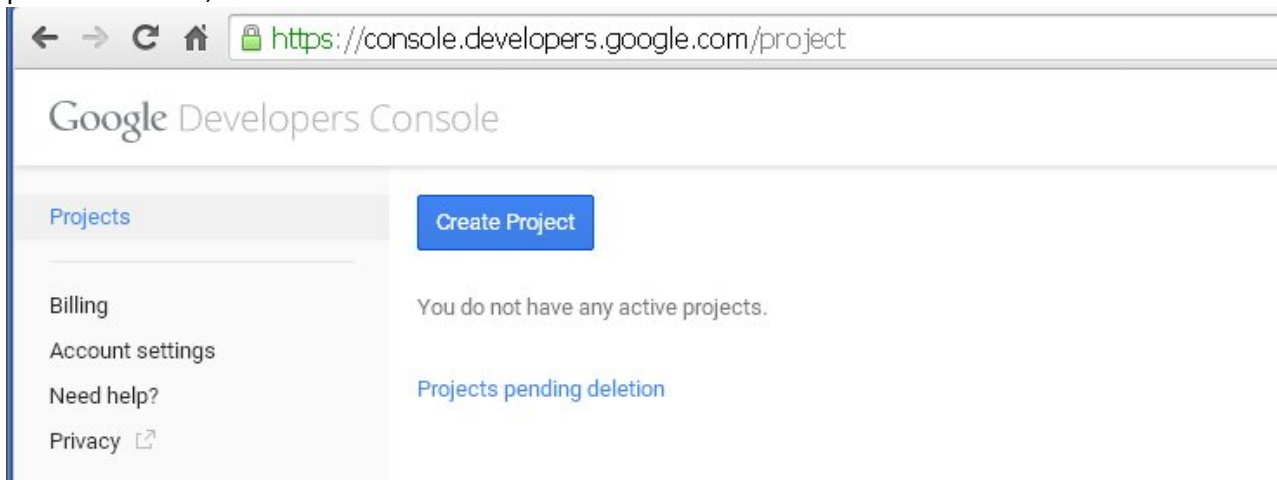 https://console.developers.google.com/project
Google Developers Console
Projects
Create Project
Billing
You do not have any active projects.
Account settings
Need help?
Projects pending deletion
Privacy